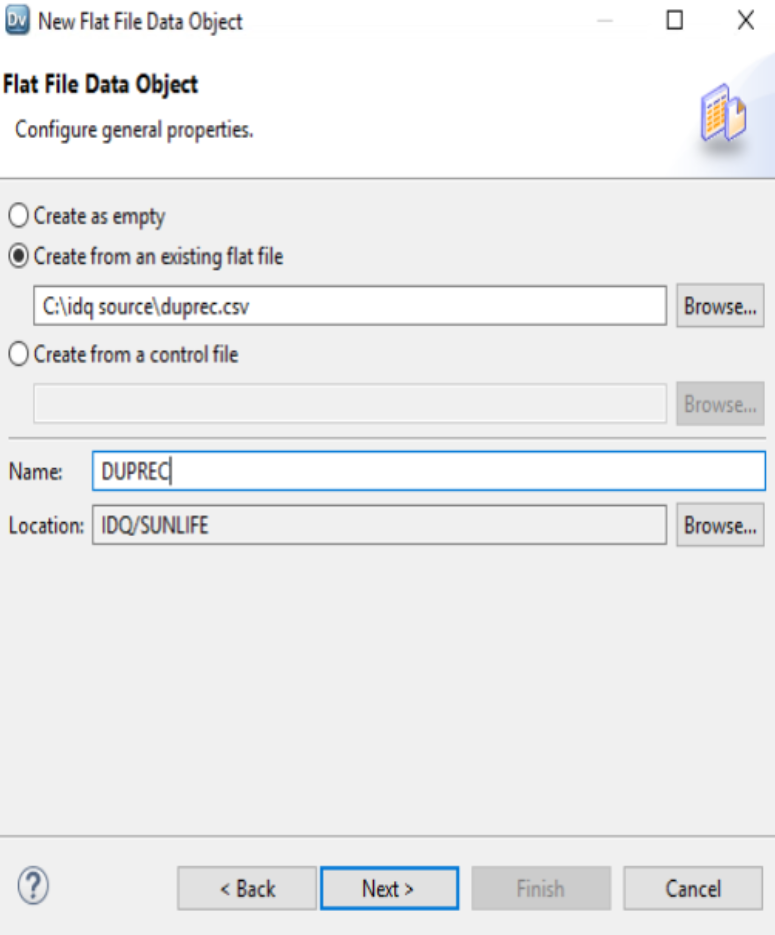 Dv New Flat File Data Object
Flat File Data Object
Configure general properties.
Create as empty
Create from an existing flat file
C:\idq source\duprec.csv Browse...
Create from a control file
Browse...
Name: DUPREC
Location: IDQ/SUNLIFE Browse...
? < Back Next > Finish Cancel